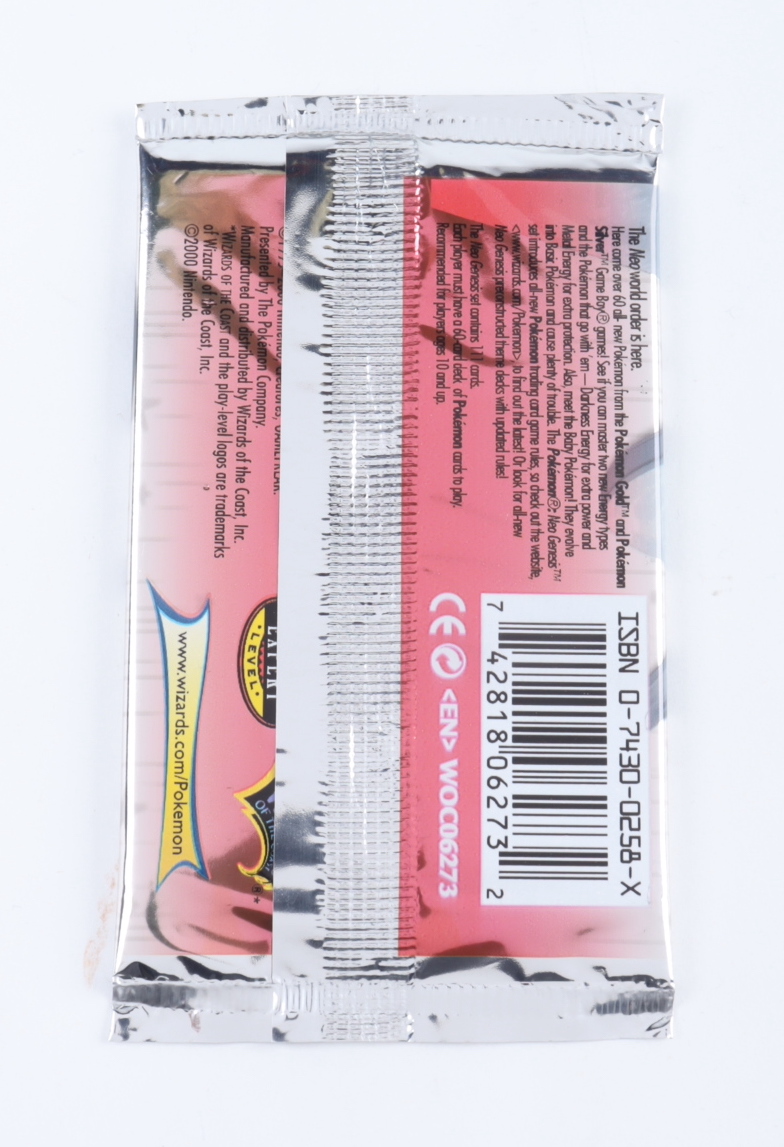 The Neo world order is here.
Here come over 60 all-new Pokémon from the Pokémon Gold™ and Pokémon
Silver™ Game Boy® games! See if you can master two new Energy types
and the Pokémon that go with 'em — Darkness Energy for extra power and
Metal Energy for extra protection. Also, meet the Baby Pokémon! They evolve
into Basic Pokémon and cause plenty of trouble. The Pokémon®: Neo Genesis™
set introduces all-new Pokémon trading card game rules, so check out the website,
<www.wizards.com/Pokemon>, to find out the latest! Or look for all-new
Neo Genesis preconstructed theme decks with updated rules!
The Neo Genesis set contains 111 cards.
Each player must have a 60-card deck of Pokémon cards to play.
Recommended for players ages 10 and up.
ISBN 0-7430-0258-X
7 42818 06273 2
CE <EN> WOC06273
Presented by The Pokémon Company.
Manufactured and distributed by Wizards of the Coast, Inc.
*WIZARDS OF THE COAST and the play-level logos are trademarks
of Wizards of the Coast, Inc.
©2000 Nintendo.
EXPERT
LEVEL
OF THE COAST
®*
www.wizards.com/Pokemon